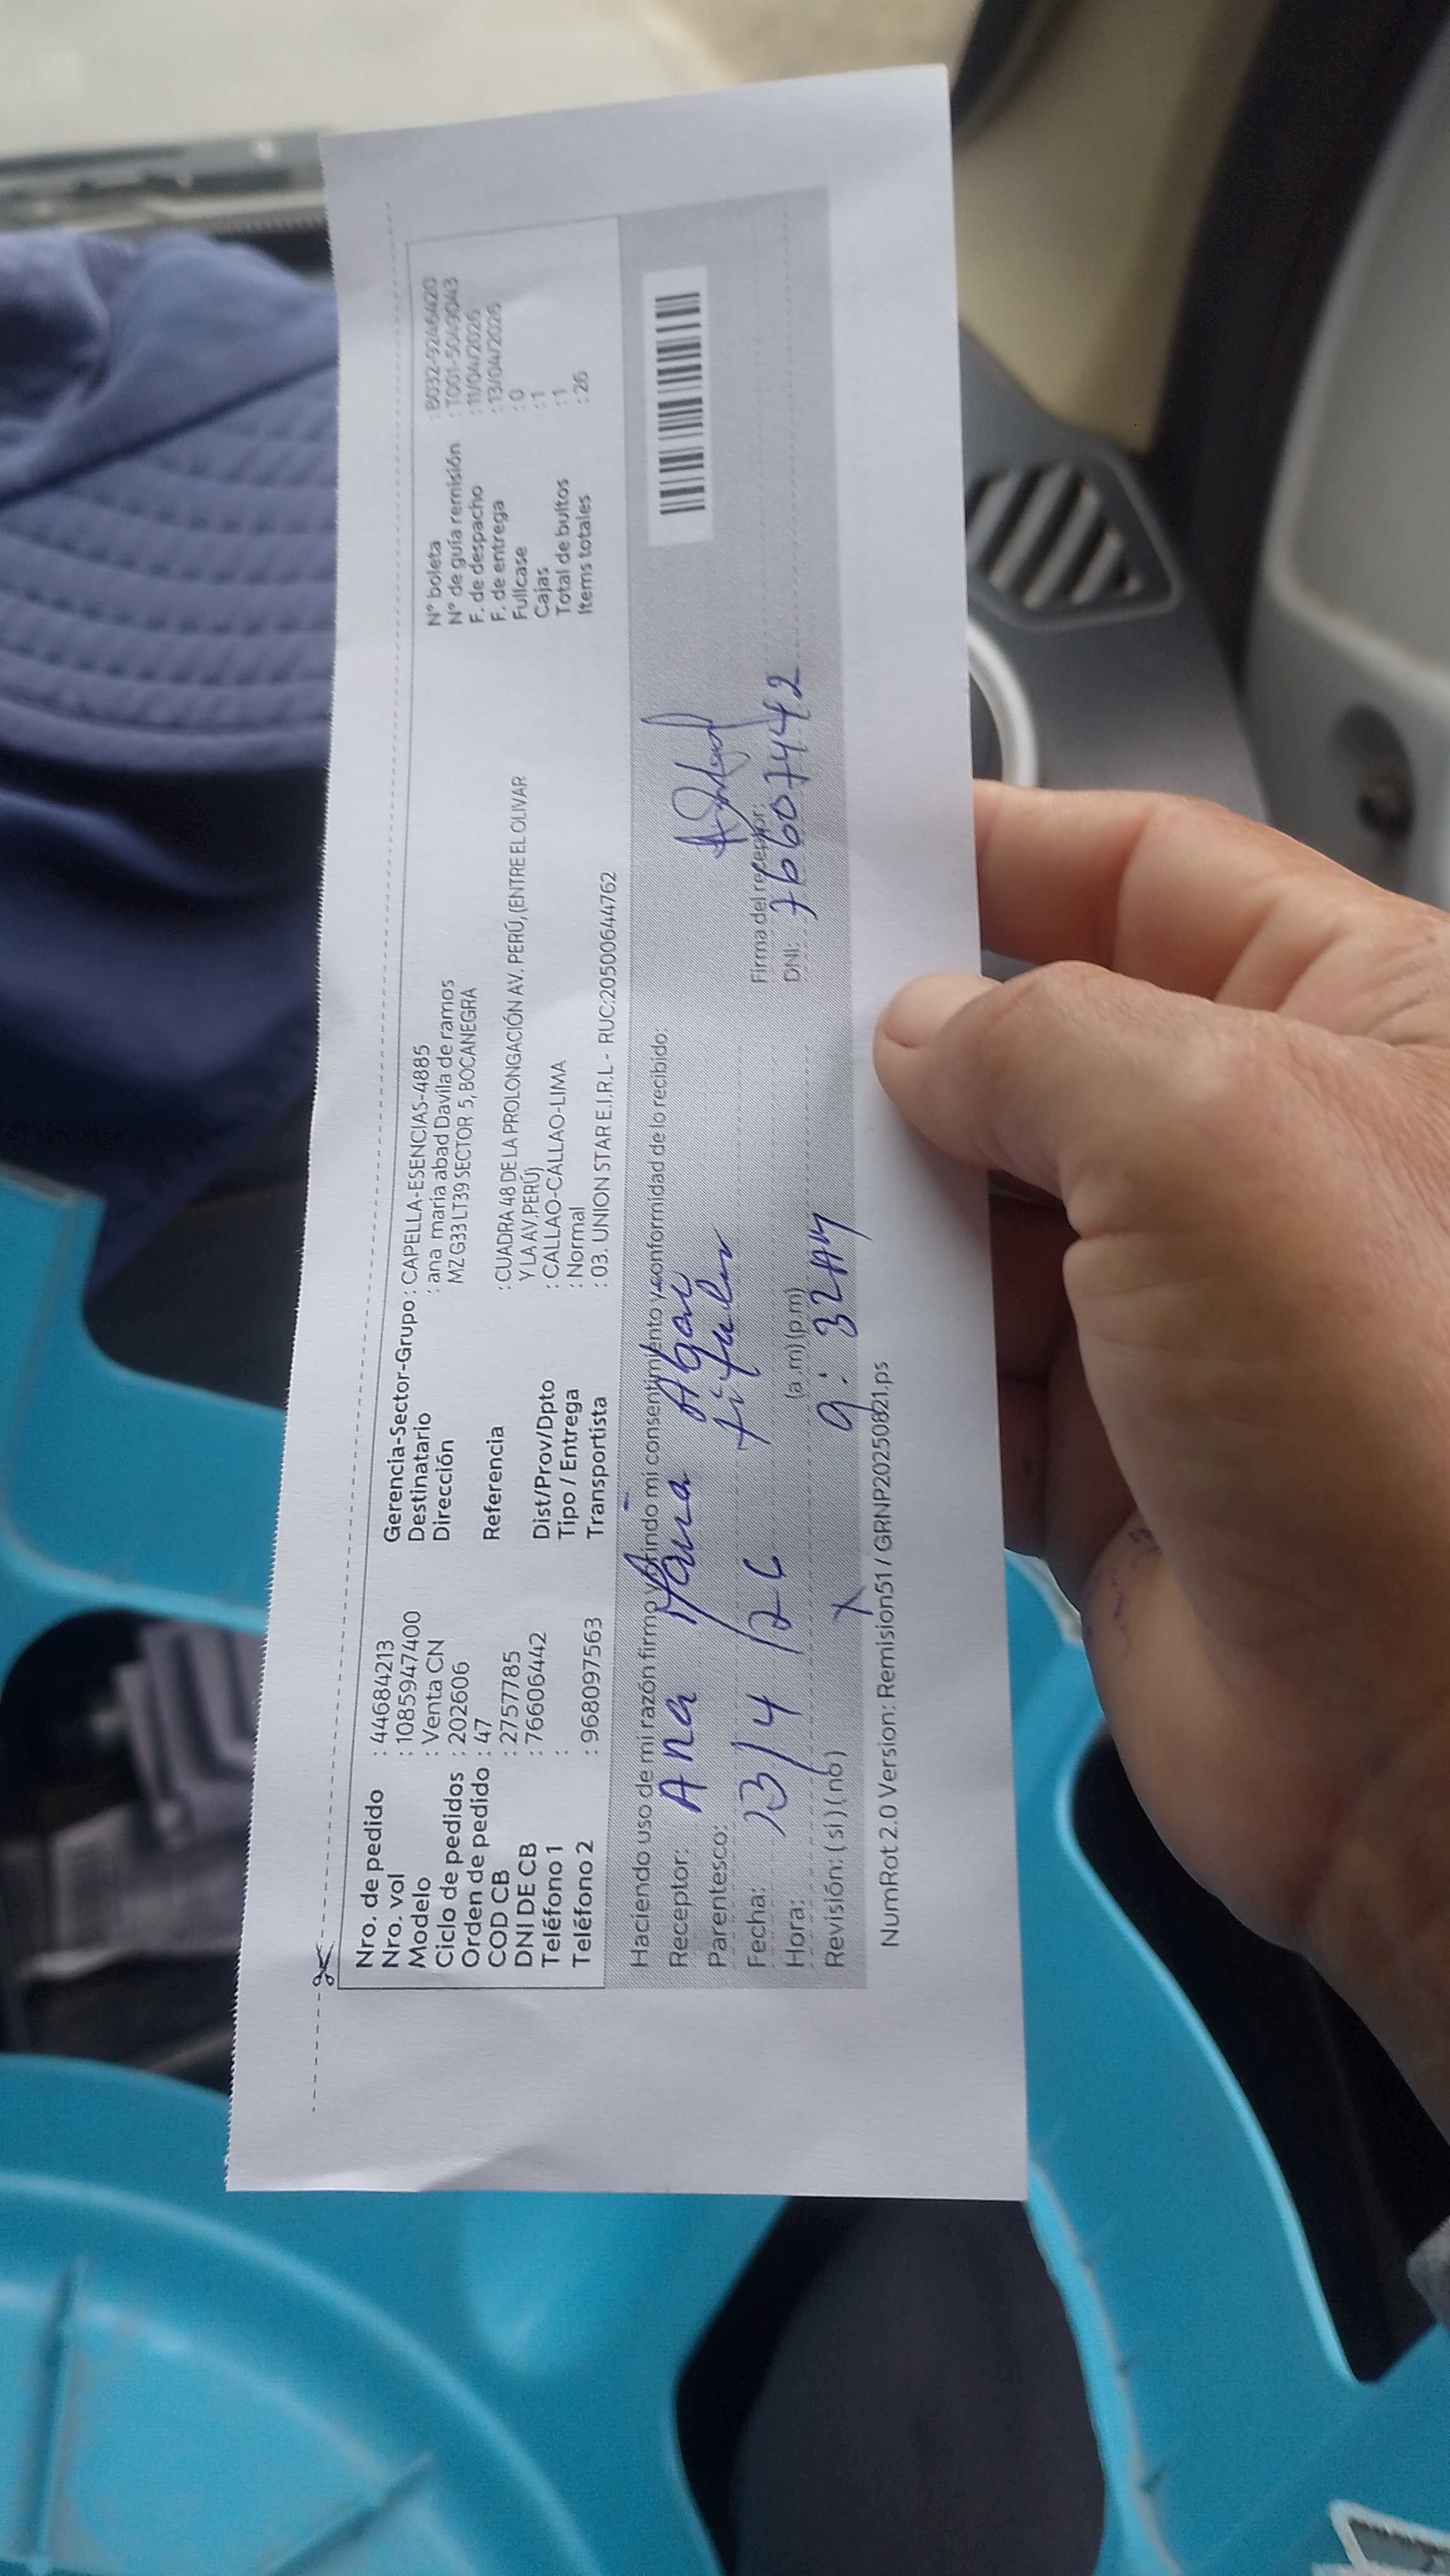 Nro. de pedido : 44684213
Nro. vol : 1085947400
Modelo : Venta CN
Ciclo de pedidos : 202606
Orden de pedido : 47
COD CB : 2757785
DNI DE CB : 76606442
Teléfono 1 :
Teléfono 2 : 968097563
Gerencia-Sector-Grupo : CAPELLA-ESENCIAS-4885
Destinatario : ana maria abad Davila de ramos
Dirección MZ G33 LT39 SECTOR 5, BOCANEGRA
Referencia : CUADRA 48 DE LA PROLONGACIÓN AV. PERÚ, (ENTRE EL OLIVAR
Y LA AV.PERÚ)
Dist/Prov/Dpto : CALLAO-CALLAO-LIMA
Tipo / Entrega : Normal
Transportista : 03. UNION STAR E.I.R.L - RUC:20500644762
N° boleta : B032-92464420
N° de guía remisión : T001-5049043
F. de despacho : 11/04/2026
F. de entrega : 13/04/2026
Fullcase : 0
Cajas : 1
Total de bultos : 1
Items totales : 26
Haciendo uso de mi razón firmo y brindo mi consentimiento y conformidad de lo recibido:
Receptor: Ana Maria Abac
Parentesco: titular
Fecha: 13/4/26
Firma del receptor:
Hora: (a.m)(p.m) 9:32AM
DNI: 76607442
Revisión: (si)(no) X
NumRot 2.0 Version: Remision51 / GRNP20250821.ps